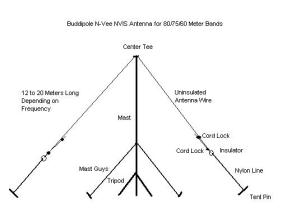 Buddipole N-Vee NVIS Antenna for 80/75/60 Meter Bands
Center Tee
12 to 20 Meters Long
Depending on
Frequency
Uninsulated
Antenna Wire
Mast
Cord Lock
Cord Lock
Insulator
Mast Guys
Tripod
Nylon Line
Tent Pin